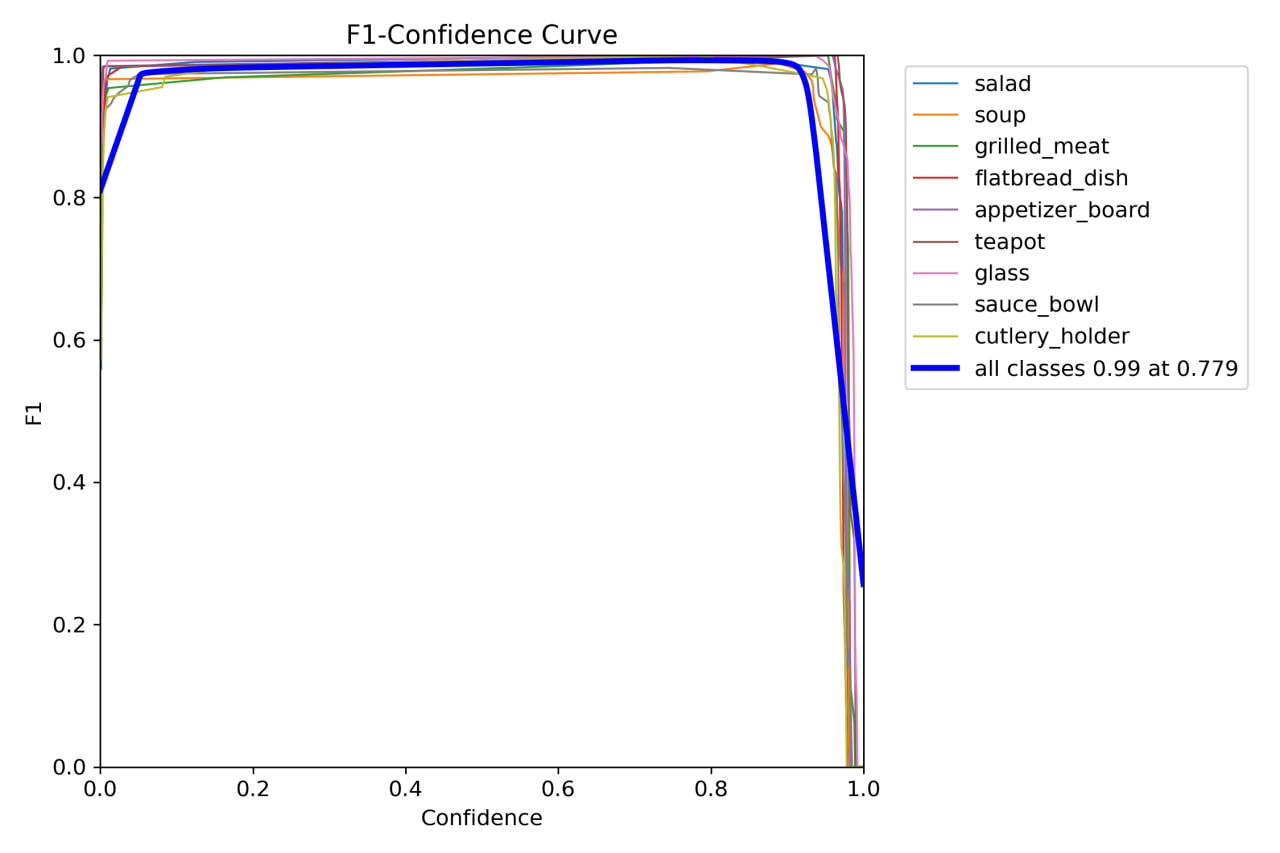 F1-Confidence Curve
1.0
0.8
0.6
0.4
0.2
0.0
F1
0.0 0.2 0.4 0.6 0.8 1.0
Confidence
salad
soup
grilled_meat
flatbread_dish
appetizer_board
teapot
glass
sauce_bowl
cutlery_holder
all classes 0.99 at 0.779